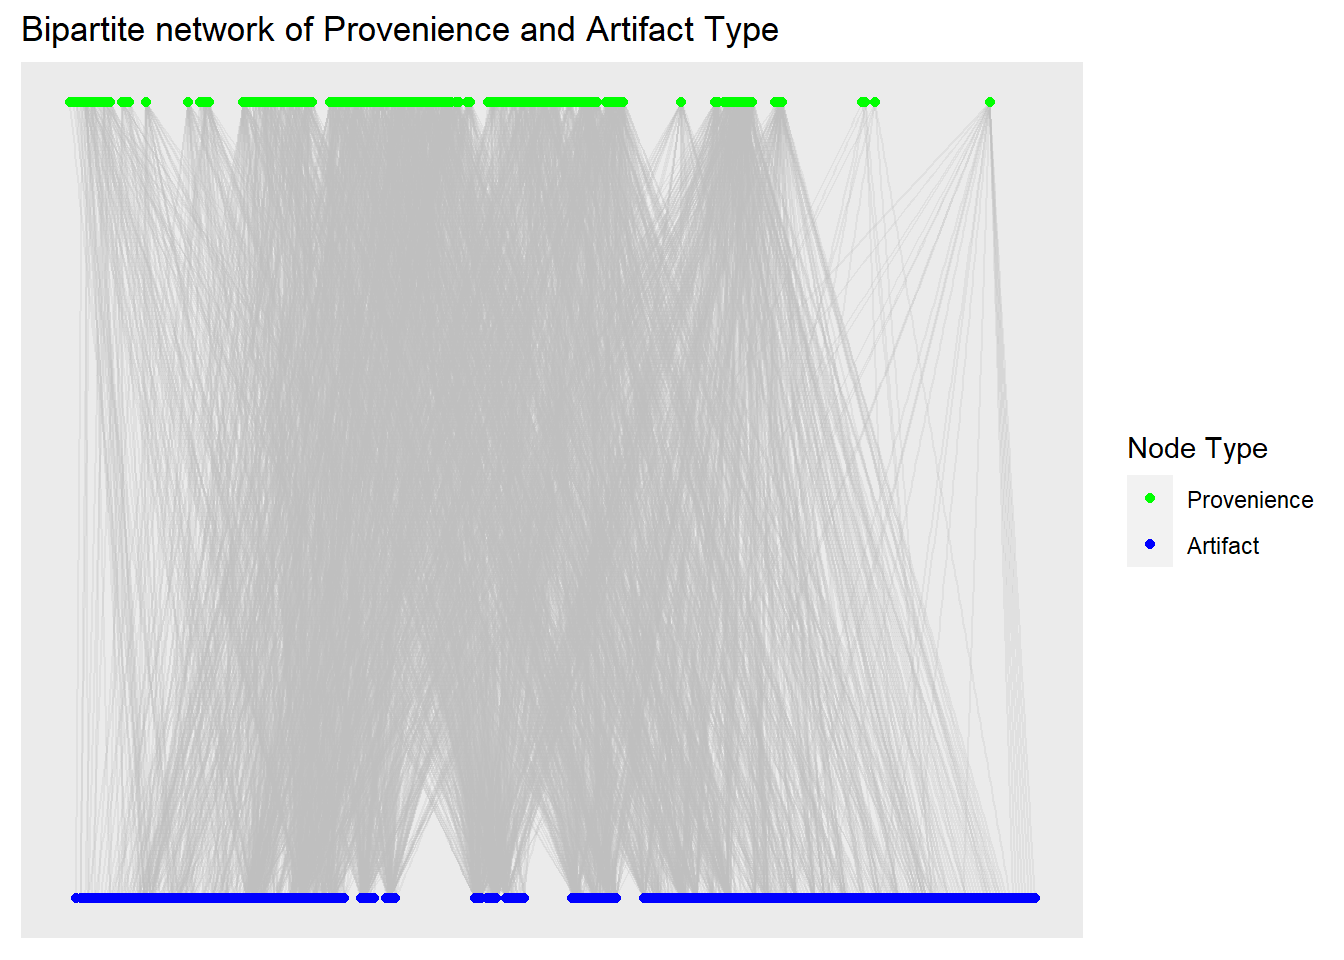 Bipartite network of Provenience and Artifact Type
Node Type
Provenience
Artifact